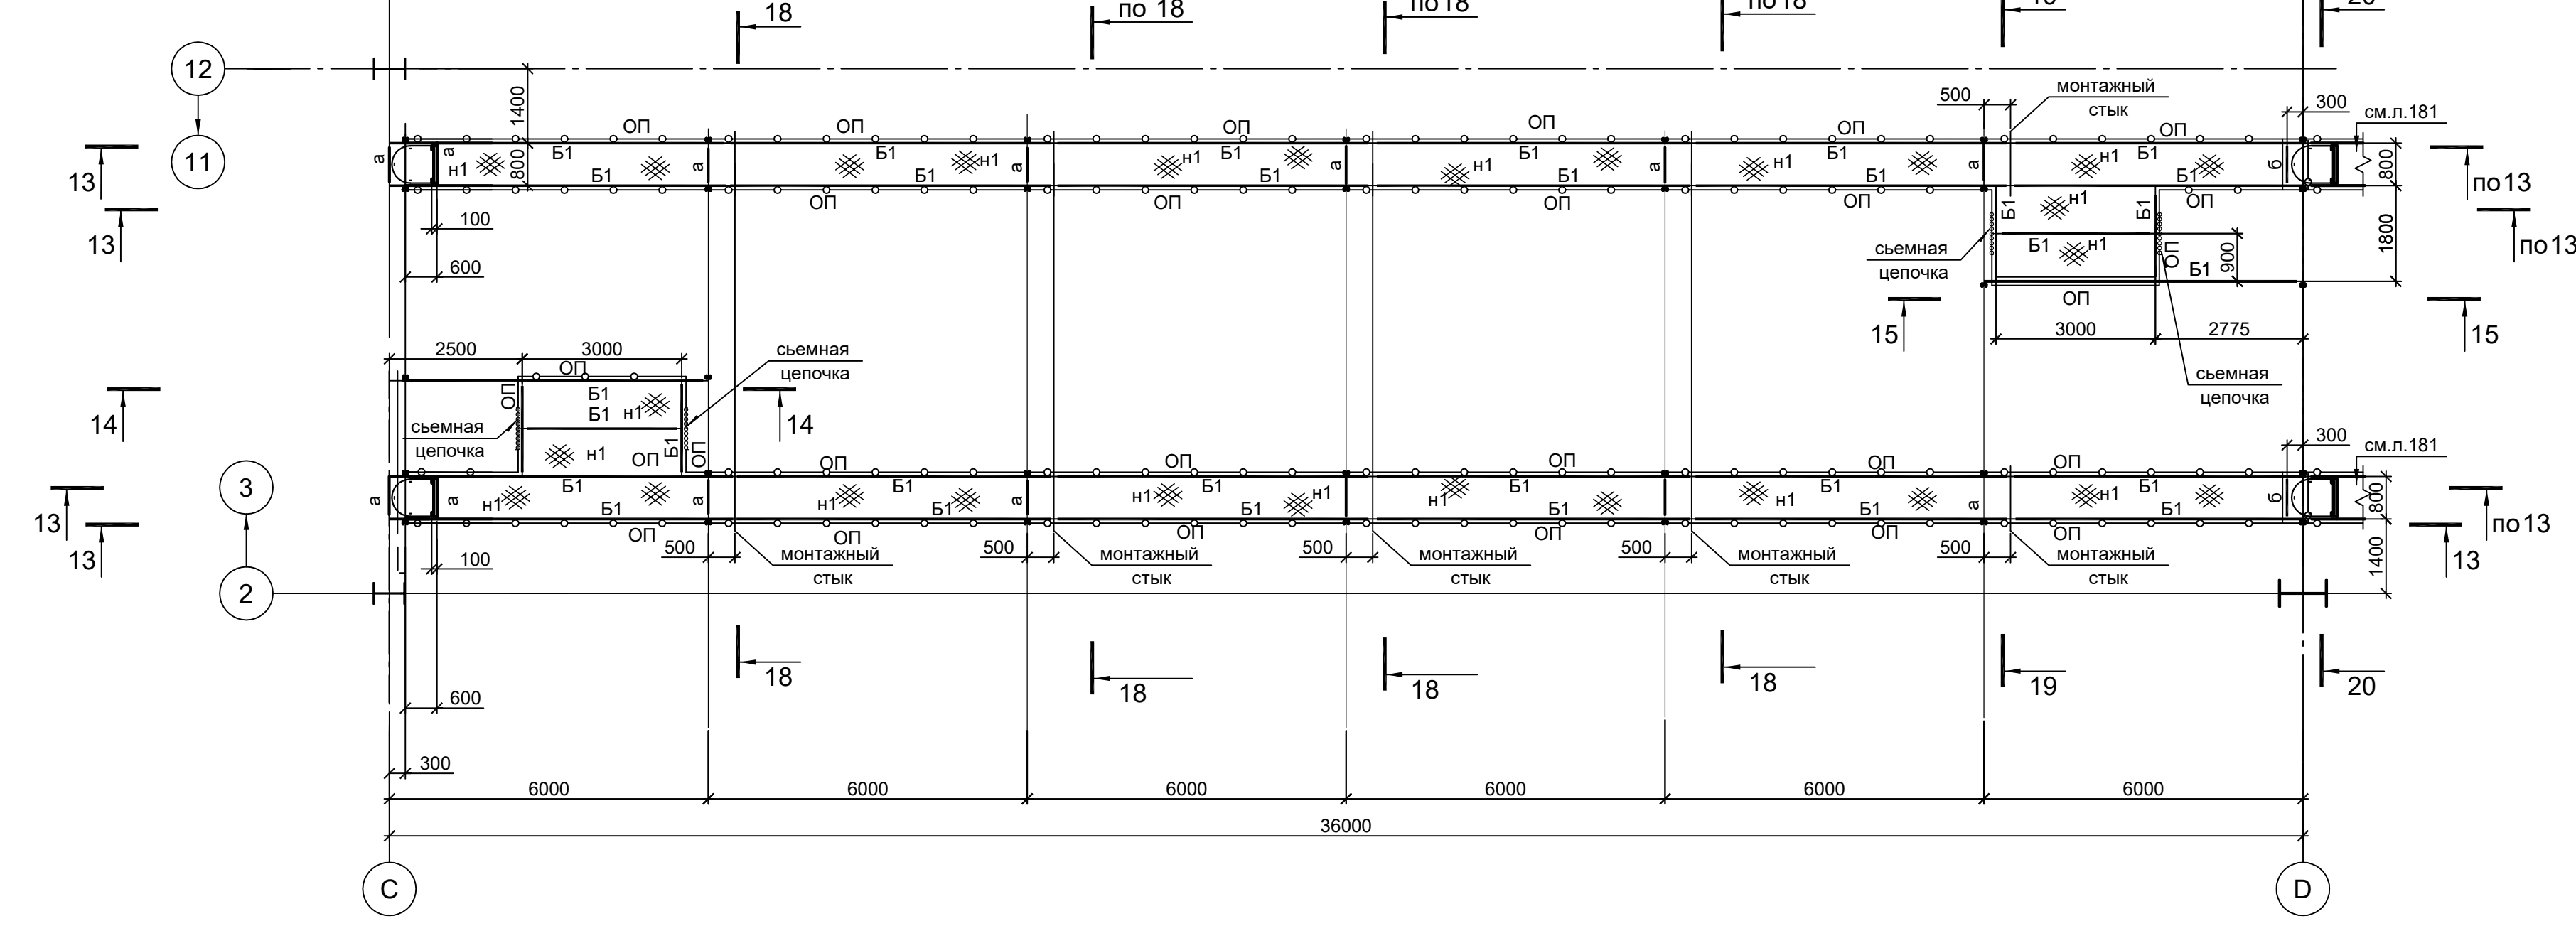 18
по 18
по18
по18
12
11
1400
ОП
ОП
ОП
ОП
ОП
ОП
500
монтажный
стык
300
см.л.181
а
а
н1
800
Б1
Б1
а
Б1
н1
Б1
а
н1
Б1
Б1
а
н1
Б1
Б1
а
н1
Б1
Б1
а
н1
Б1
Б1
б
800
13
13
по13
по13
100
600
ОП
ОП
ОП
ОП
ОП
Б1
н1
Б1
Б1
н1
ОП
Б1
900
1800
сьемная
цепочка
ОП
15
15
3000
2775
сьемная
цепочка
2500
3000
сьемная
цепочка
14
14
ОП
ОП
Б1
Б1
н1
сьемная
цепочка
н1
ОП
Б1
ОП
3
2
13
13
ОП
ОП
ОП
ОП
ОП
300
см.л.181
а
а
н1
Б1
Б1
а
н1
Б1
Б1
а
н1
Б1
Б1
н1
н1
Б1
Б1
н1
Б1
Б1
а
н1
Б1
Б1
б
800
по13
13
1400
ОП
ОП
ОП
ОП
ОП
ОП
100
500
монтажный
стык
500
монтажный
стык
500
монтажный
стык
500
монтажный
стык
500
монтажный
стык
600
300
18
18
18
18
19
20
6000
6000
6000
6000
6000
6000
36000
C
D